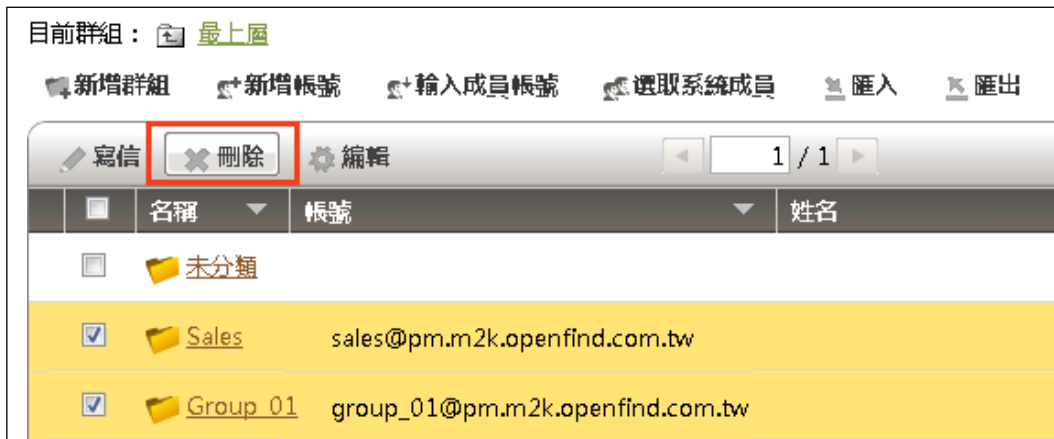 目前群組： 最上層
新增群組 新增帳號 輸入成員帳號 選取系統成員 匯入 匯出
寫信 刪除 編輯 1 / 1
名稱 帳號 姓名
未分類
Sales sales@pm.m2k.openfind.com.tw
Group_01 group_01@pm.m2k.openfind.com.tw